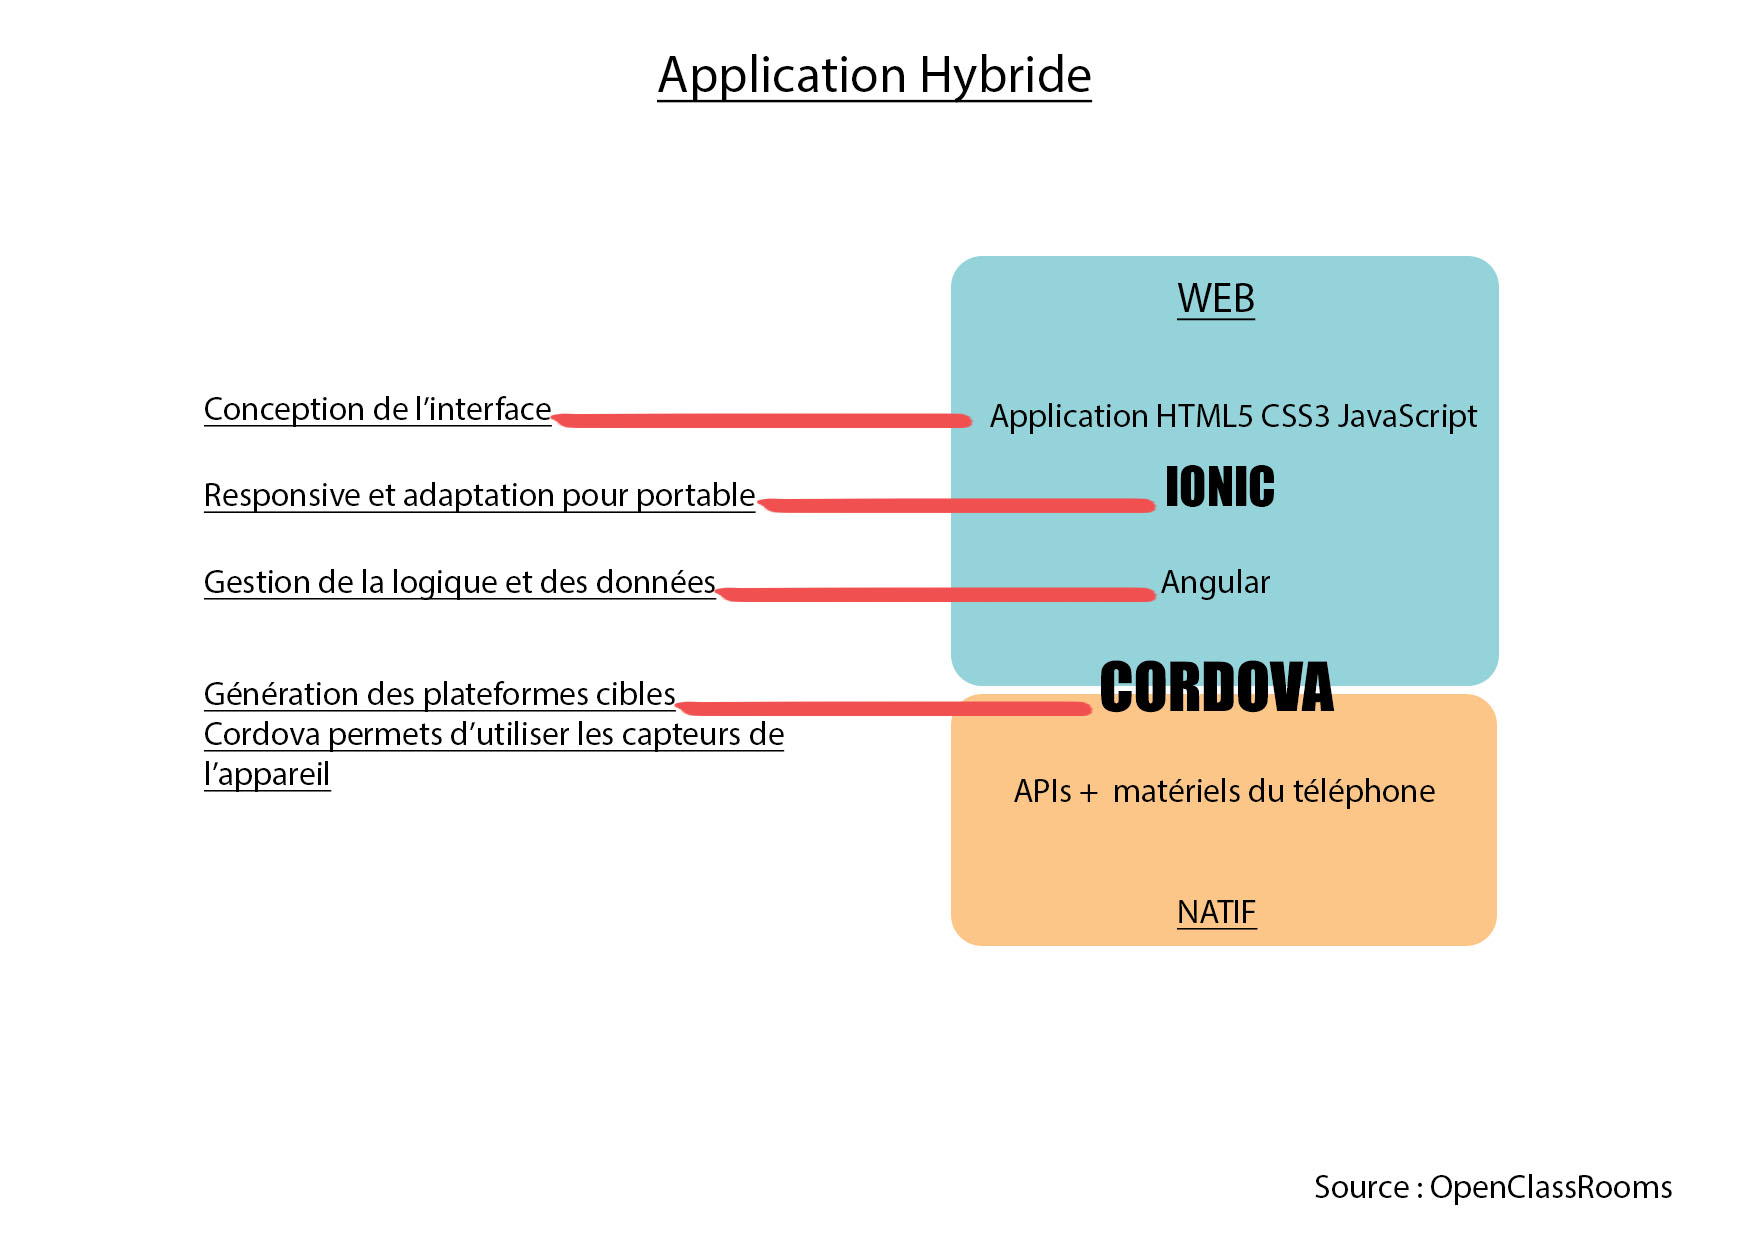 Application Hybride
WEB
Conception de l’interface
Application HTML5 CSS3 JavaScript
Responsive et adaptation pour portable
IONIC
Gestion de la logique et des données
Angular
Génération des plateformes cibles
CORDOVA
Cordova permets d’utiliser les capteurs de
l’appareil
APIs + matériels du téléphone
NATIF
Source : OpenClassRooms